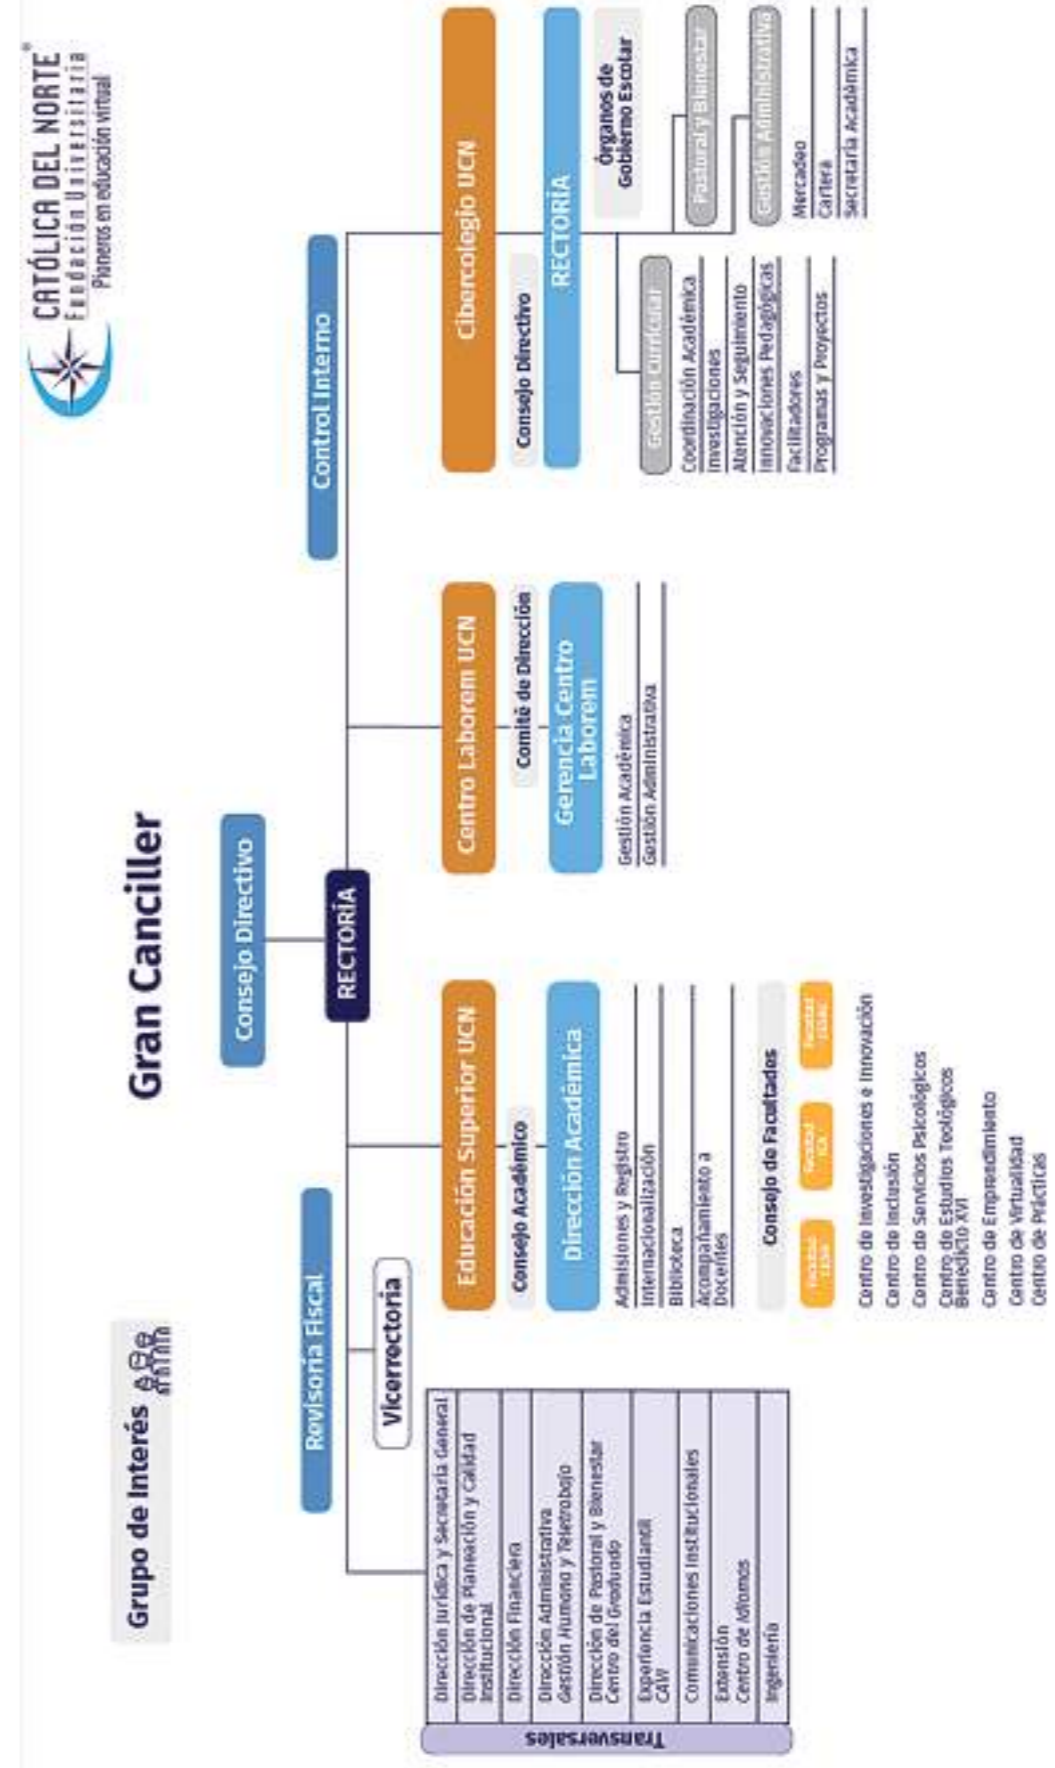 Grupo de Interés
Gran Canciller
CATÓLICA DEL NORTE
Fundación Universitaria
Pioneros en educación virtual
Consejo Directivo
RECTORÍA
Revisoría Fiscal
Control Interno
Vicerrectoria
Transversales
Dirección Jurídica y Secretaría General
Dirección de Planeación y Calidad
Institucional
Dirección Financiera
Dirección Administrativa
Gestión Humana y Teletrabajo
Dirección de Pastoral y Bienestar
Centro del Graduado
Experiencia Estudiantil
CAVI
Comunicaciones Institucionales
Extensión
Centro de Idiomas
Ingeniería
Educación Superior UCN
Consejo Académico
Dirección Académica
Admisiones y Registro
Internacionalización
Biblioteca
Acompañamiento a
Docentes
Consejo de Facultades
Facultad
Facultad
ICA
Facultad
Centro de Investigaciones e Innovación
Centro de Inclusión
Centro de Servicios Psicológicos
Centro de Estudios Teológicos
Benedicto XVI
Centro de Emprendimiento
Centro de Virtualidad
Centro de Prácticas
Centro Laborem UCN
Comité de Dirección
Gerencia Centro
Laborem
Gestión Académica
Gestión Administrativa
Cibercolegio UCN
Consejo Directivo
RECTORÍA
Órganos de
Gobierno Escolar
Gestión Curricular
Coordinación Académica
Investigaciones
Atención y Seguimiento
Innovaciones Pedagógicas
Facilitadores
Programas y Proyectos
Pastoral y Bienestar
Gestión Administrativa
Mercadeo
Cartera
Secretaría Académica